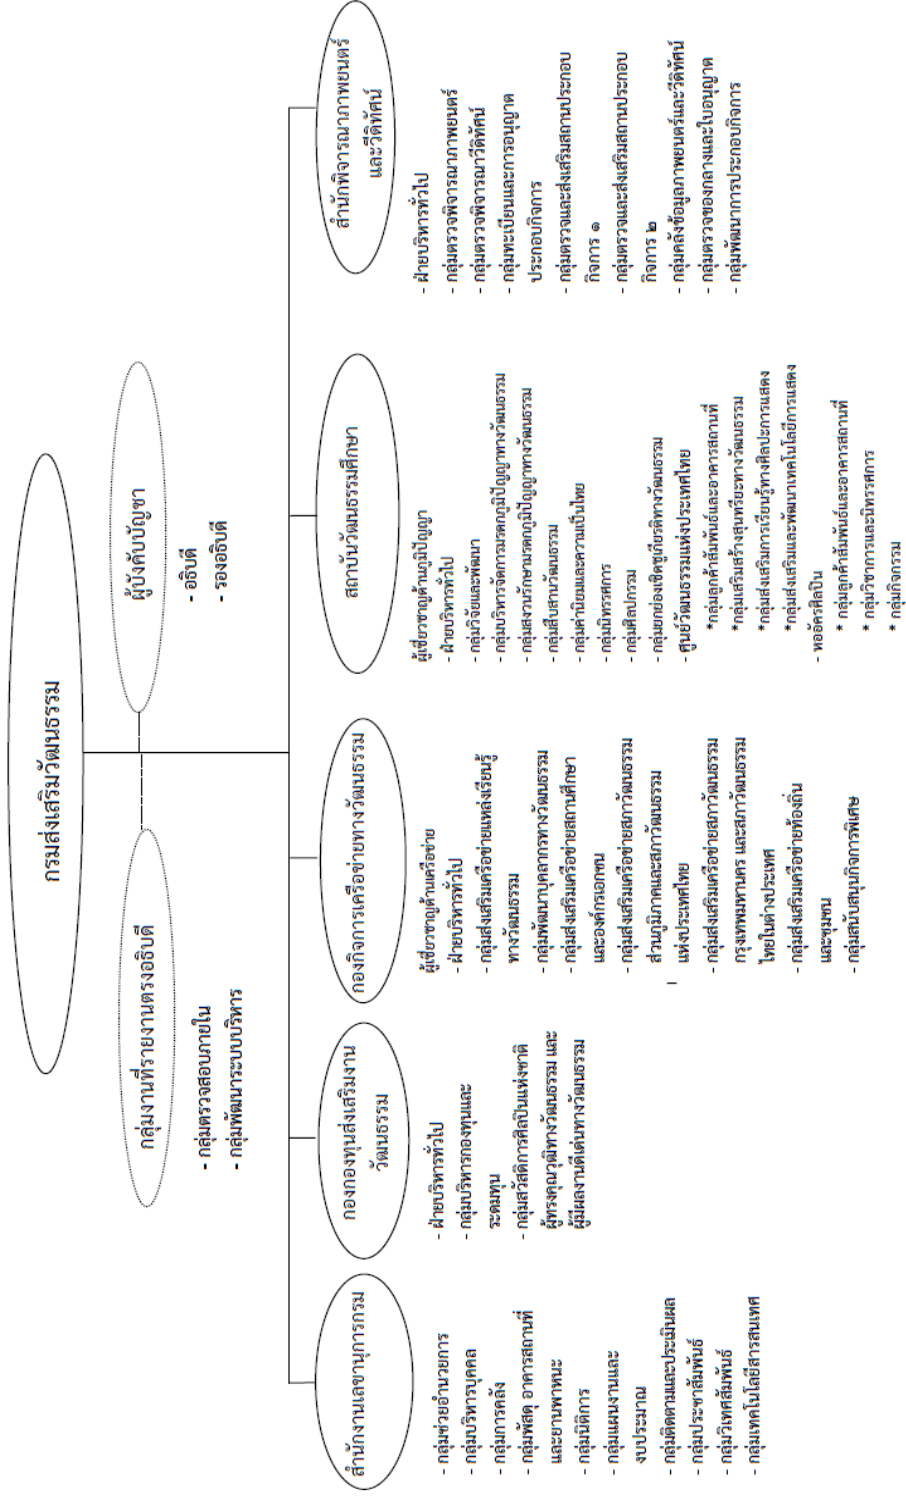 กรมส่งเสริมวัฒนธรรม
กลุ่มงานที่รายงานตรงอธิบดี
- กลุ่มตรวจสอบภายใน
- กลุ่มพัฒนาระบบบริหาร
ผู้บังคับบัญชา
- อธิบดี
- รองอธิบดี
สำนักงานเลขานุการกรม
- กลุ่มช่วยอำนวยการ
- กลุ่มบริหารบุคคล
- กลุ่มการคลัง
- กลุ่มพัสดุ อาคารสถานที่
และยานพาหนะ
- กลุ่มนิติการ
- กลุ่มแผนงานและ
งบประมาณ
- กลุ่มติดตามและประเมินผล
- กลุ่มประชาสัมพันธ์
- กลุ่มวิเทศสัมพันธ์
- กลุ่มเทคโนโลยีสารสนเทศ
กองกองทุนส่งเสริมงาน
วัฒนธรรม
- ฝ่ายบริหารทั่วไป
- กลุ่มบริหารกองทุนและ
ระดมทุน
- กลุ่มสวัสดิการศิลปินแห่งชาติ
ผู้ทรงคุณวุฒิทางวัฒนธรรม และ
ผู้มีผลงานดีเด่นทางวัฒนธรรม
กองกิจการเครือข่ายทางวัฒนธรรม
ผู้เชี่ยวชาญด้านเครือข่าย
- ฝ่ายบริหารทั่วไป
- กลุ่มส่งเสริมเครือข่ายแหล่งเรียนรู้
ทางวัฒนธรรม
- กลุ่มพัฒนาบุคลากรทางวัฒนธรรม
- กลุ่มส่งเสริมเครือข่ายสถานศึกษา
และองค์กรเอกชน
- กลุ่มส่งเสริมเครือข่ายสภาวัฒนธรรม
ส่วนภูมิภาคและสภาวัฒนธรรม
แห่งประเทศไทย
- กลุ่มส่งเสริมเครือข่ายสภาวัฒนธรรม
กรุงเทพมหานคร และสภาวัฒนธรรม
ไทยในต่างประเทศ
- กลุ่มส่งเสริมเครือข่ายท้องถิ่น
และชุมชน
- กลุ่มสนับสนุนกิจการพิเศษ
สถาบันวัฒนธรรมศึกษา
ผู้เชี่ยวชาญด้านภูมิปัญญา
- ฝ่ายบริหารทั่วไป
- กลุ่มวิจัยและพัฒนา
- กลุ่มบริหารจัดการมรดกภูมิปัญญาทางวัฒนธรรม
- กลุ่มสงวนรักษามรดกภูมิปัญญาทางวัฒนธรรม
- กลุ่มสืบสานวัฒนธรรม
- กลุ่มค่านิยมและความเป็นไทย
- กลุ่มนิทรรศการ
- กลุ่มศิลปกรรม
- กลุ่มยกย่องเชิดชูเกียรติทางวัฒนธรรม
- ศูนย์วัฒนธรรมแห่งประเทศไทย
*กลุ่มลูกค้าสัมพันธ์และอาคารสถานที่
*กลุ่มเสริมสร้างสุนทรียะทางวัฒนธรรม
*กลุ่มส่งเสริมการเรียนรู้ทางศิลปะการแสดง
*กลุ่มส่งเสริมและพัฒนาเทคโนโลยีการแสดง
- หออัครศิลปิน
* กลุ่มลูกค้าสัมพันธ์และอาคารสถานที่
* กลุ่มวิชาการและนิทรรศการ
* กลุ่มกิจกรรม
สำนักพิจารณาภาพยนตร์
และวีดิทัศน์
- ฝ่ายบริหารทั่วไป
- กลุ่มตรวจพิจารณาภาพยนตร์
- กลุ่มตรวจพิจารณาวีดิทัศน์
- กลุ่มทะเบียนและการอนุญาต
ประกอบกิจการ
- กลุ่มตรวจและส่งเสริมสถานประกอบ
กิจการ ๑
- กลุ่มตรวจและส่งเสริมสถานประกอบ
กิจการ ๒
- กลุ่มคลังข้อมูลภาพยนตร์และวีดิทัศน์
- กลุ่มตรวจของกลางและใบอนุญาต
- กลุ่มพัฒนาการประกอบกิจการ